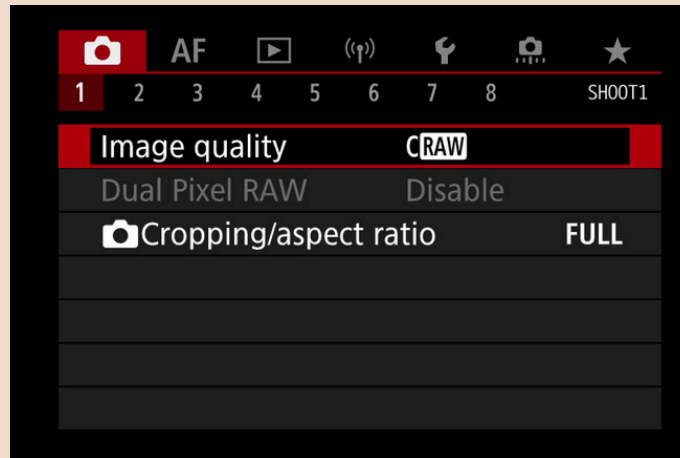 AF
1 2 3 4 5 6 7 8 SHOOT1
Image quality CRAW
Dual Pixel RAW Disable
Cropping/aspect ratio FULL